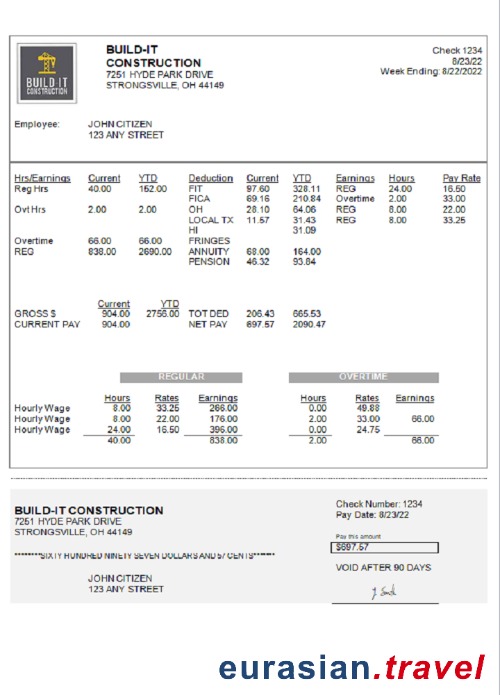 BUILD-IT
CONSTRUCTION
BUILD-IT
CONSTRUCTION
7251 HYDE PARK DRIVE
STRONGSVILLE, OH 44149
Check 1234
8/23/22
Week Ending: 8/22/2022
Employee: JOHN CITIZEN
123 ANY STREET
Hrs/Earnings Current YTD Deduction Current YTD Earnings Hours Pay Rate
Reg Hrs 40.00 152.00 FIT 97.60 328.11 REG 24.00 16.50
FICA 69.16 210.84 Overtime 2.00 33.00
Ovt Hrs 2.00 2.00 OH 28.10 64.06 REG 8.00 22.00
LOCAL TX 11.57 31.43 REG 8.00 33.25
HI 31.09
Overtime 66.00 66.00 FRINGES
REG 838.00 2690.00 ANNUITY 68.00 164.00
PENSION 46.32 93.84
Current YTD
GROSS $ 904.00 2756.00 TOT DED 206.43 665.53
CURRENT PAY 904.00 NET PAY 697.57 2090.47
REGULAR OVERTIME
Hours Rates Earnings Hours Rates Earnings
Hourly Wage 8.00 33.25 266.00 0.00 49.88
Hourly Wage 8.00 22.00 176.00 2.00 33.00 66.00
Hourly Wage 24.00 16.50 396.00 0.00 24.75
40.00 838.00 2.00 66.00
BUILD-IT CONSTRUCTION
7251 HYDE PARK DRIVE
STRONGSVILLE, OH 44149
Check Number: 1234
Pay Date: 8/23/22
Pay this amount
$697.57
********SIXTY HUNDRED NINETY SEVEN DOLLARS AND 57 CENTS*******
VOID AFTER 90 DAYS
JOHN CITIZEN
123 ANY STREET
eurasian.travel